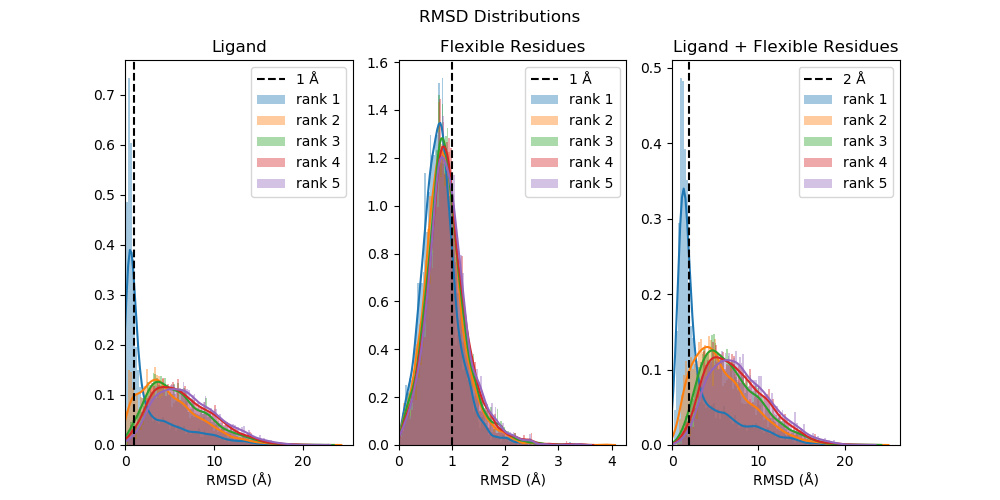 RMSD Distributions
Ligand
0.0
0.1
0.2
0.3
0.4
0.5
0.6
0.7
0
10
20
RMSD (Å)
1 Å
rank 1
rank 2
rank 3
rank 4
rank 5
Flexible Residues
0.0
0.2
0.4
0.6
0.8
1.0
1.2
1.4
1.6
0
1
2
3
4
RMSD (Å)
1 Å
rank 1
rank 2
rank 3
rank 4
rank 5
Ligand + Flexible Residues
0.0
0.1
0.2
0.3
0.4
0.5
0
10
20
RMSD (Å)
2 Å
rank 1
rank 2
rank 3
rank 4
rank 5